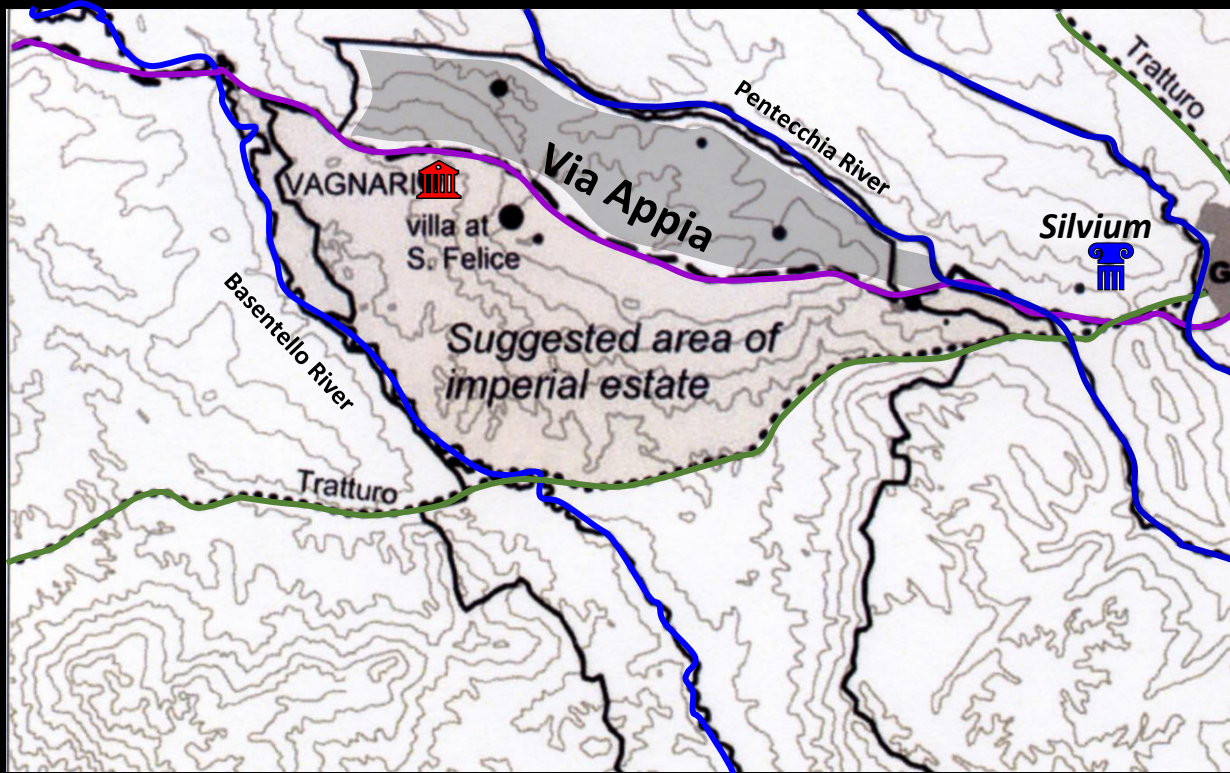 Tratturo
Pentecchia River
Via Appia
VAGNARI
Silvium
villa at
S. Felice
G
Basentello River
Suggested area of
imperial estate
Tratturo